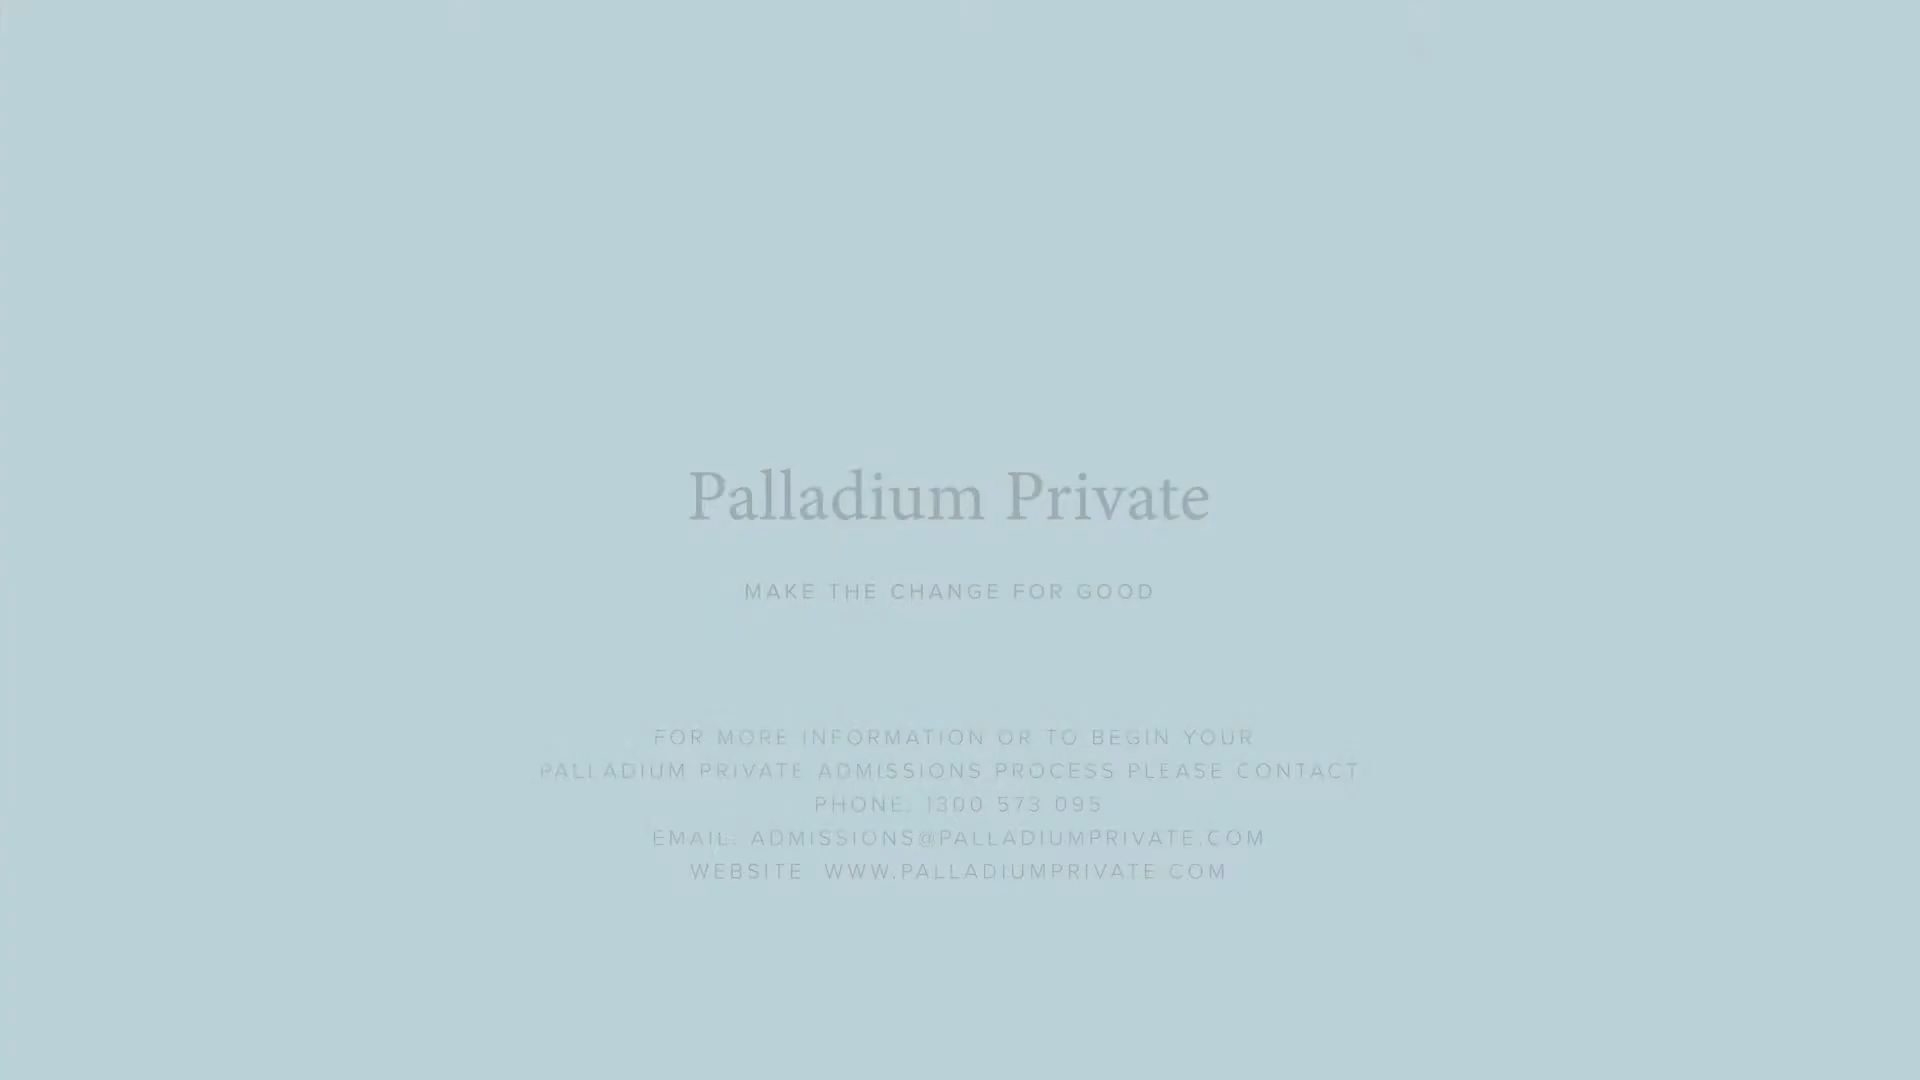 Palladium Private
MAKE THE CHANGE FOR GOOD
FOR MORE INFORMATION OR TO BEGIN YOUR
PALLADIUM PRIVATE ADMISSIONS PROCESS PLEASE CONTACT
PHONE: 1300 573 095
EMAIL: ADMISSIONS@PALLADIUMPRIVATE.COM
WEBSITE: WWW.PALLADIUMPRIVATE.COM